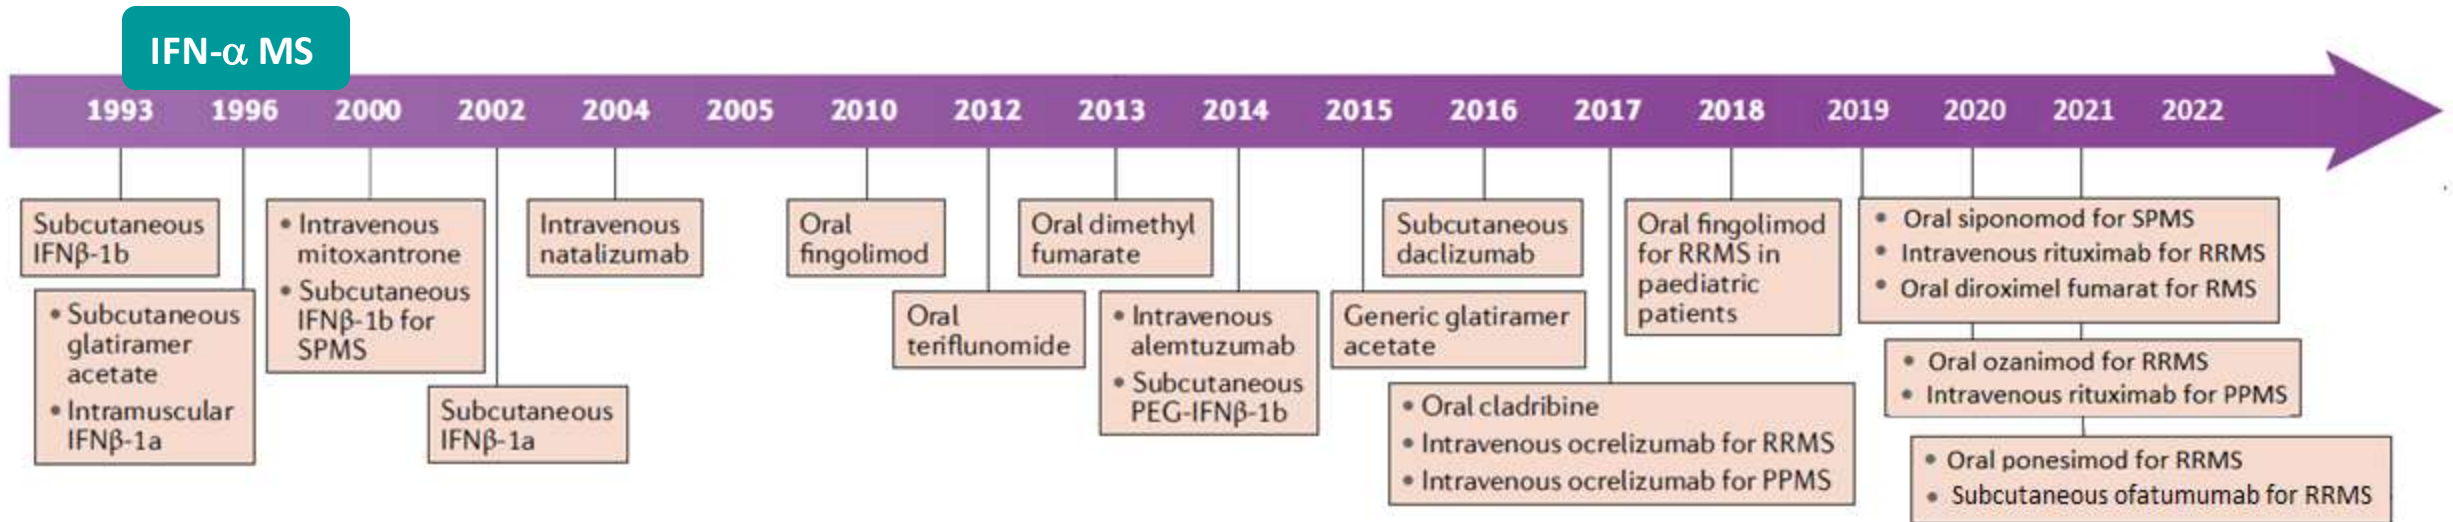 IFN-α MS
1993 1996 2000 2002 2004 2005 2010 2012 2013 2014 2015 2016 2017 2018 2019 2020 2021 2022
Subcutaneous
IFNβ-1b
• Subcutaneous
glatiramer
acetate
• Intramuscular
IFNβ-1a
• Intravenous
mitoxantrone
• Subcutaneous
IFNβ-1b for
SPMS
Subcutaneous
IFNβ-1a
Intravenous
natalizumab
Oral
fingolimod
Oral
teriflunomide
Oral dimethyl
fumarate
• Intravenous
alemtuzumab
• Subcutaneous
PEG-IFNβ-1b
Generic glatiramer
acetate
Subcutaneous
daclizumab
• Oral cladribine
• Intravenous ocrelizumab for RRMS
• Intravenous ocrelizumab for PPMS
Oral fingolimod
for RRMS in
paediatric
patients
• Oral siponomod for SPMS
• Intravenous rituximab for RRMS
• Oral diroximel fumarat for RMS
• Oral ozanimod for RRMS
• Intravenous rituximab for PPMS
• Oral ponesimod for RRMS
• Subcutaneous ofatumumab for RRMS